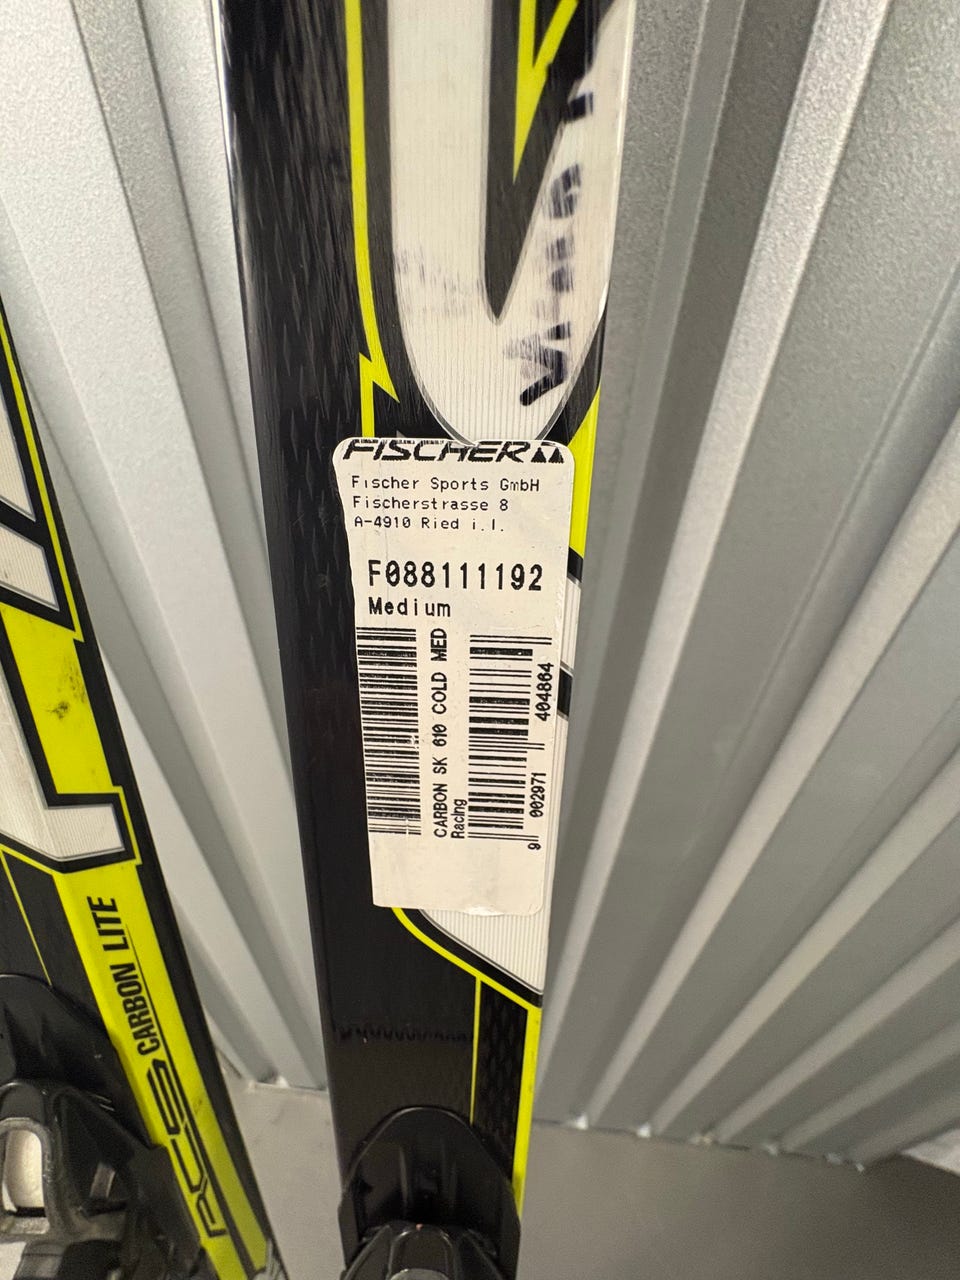 FISCHER
Fischer Sports GmbH
Fischerstrasse 8
A-4910 Ried i.I.
F088111192
Medium
CARBON SK 610 COLD MED
Racing
9 002971 404864
RCS CARBON LITE